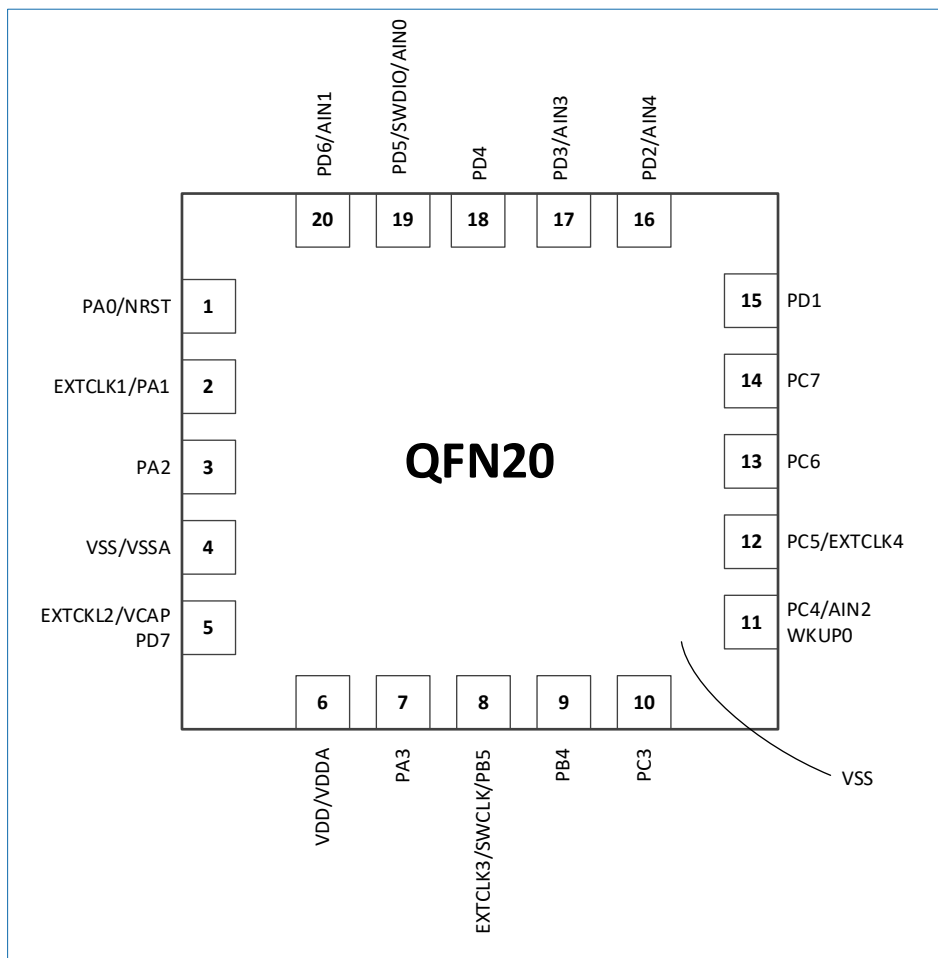 PD6/AIN1
PD5/SWDIO/AIN0
PD4
PD3/AIN3
PD2/AIN4
20
19
18
17
16
PA0/NRST
1
EXTCLK1/PA1
2
PA2
3
VSS/VSSA
4
EXTCKL2/VCAP
PD7
5
QFN20
15
PD1
14
PC7
13
PC6
12
PC5/EXTCLK4
11
PC4/AIN2
WKUP0
6
7
8
9
10
VDD/VDDA
PA3
EXTCLK3/SWCLK/PB5
PB4
PC3
VSS